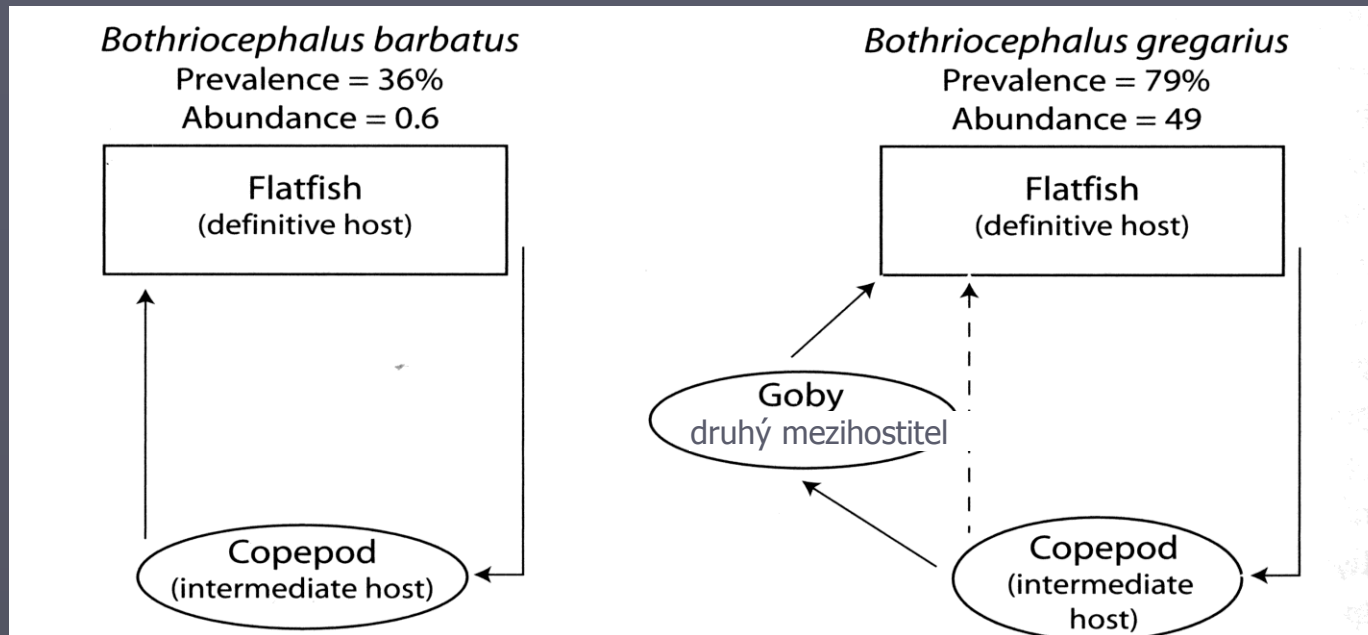 Bothriocephalus barbatus
Prevalence = 36%
Abundance = 0.6
Flatfish
(definitive host)
Copepod
(intermediate host)
Bothriocephalus gregarius
Prevalence = 79%
Abundance = 49
Flatfish
(definitive host)
Goby
druhý mezihostitel
Copepod
(intermediate
host)